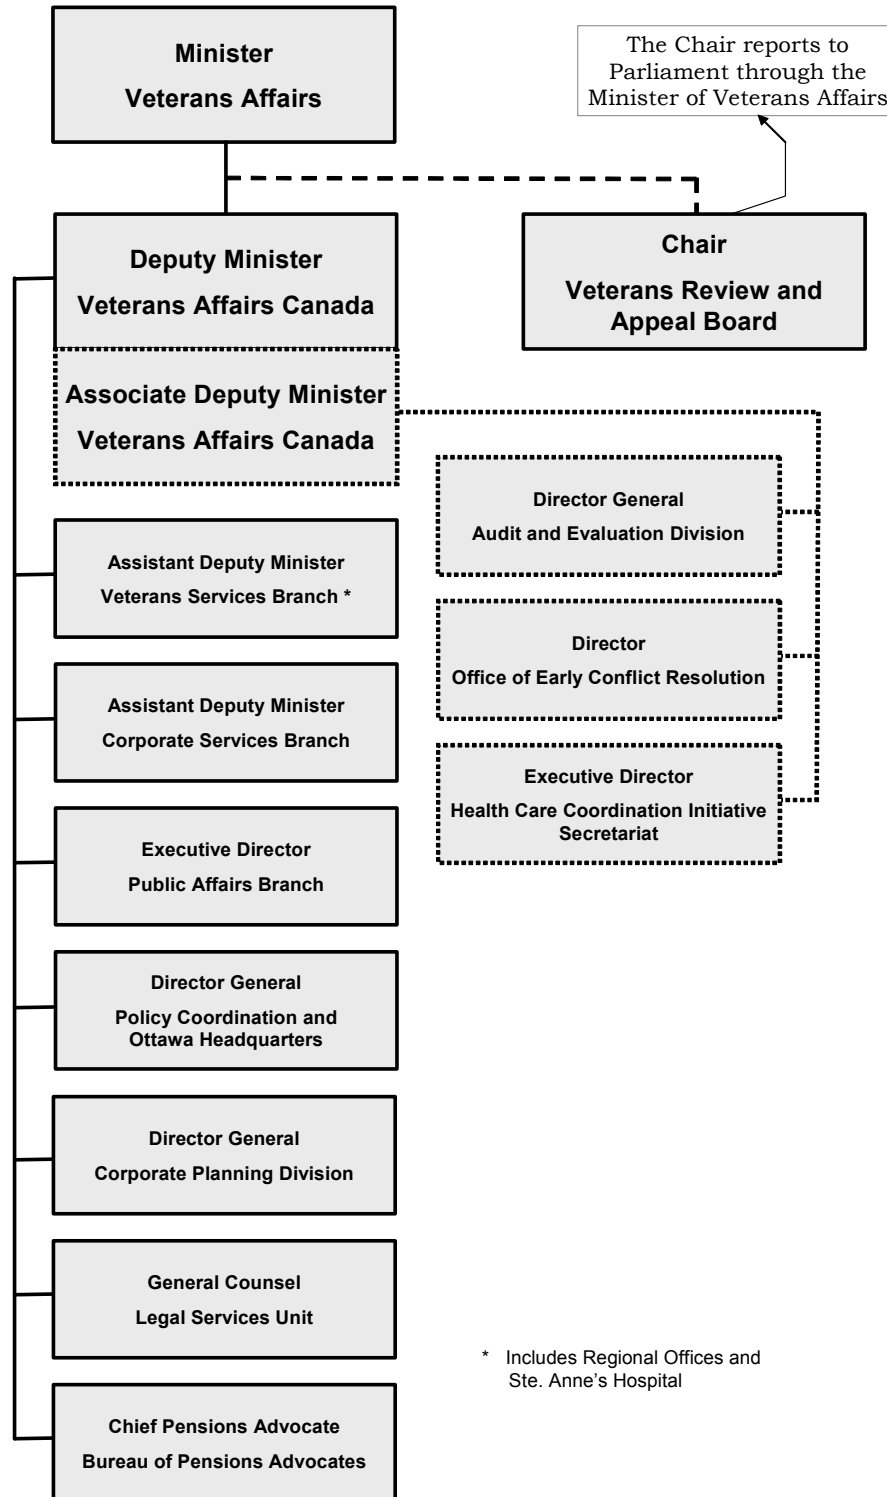 Minister
Veterans Affairs
The Chair reports to
Parliament through the
Minister of Veterans Affairs
Deputy Minister
Veterans Affairs Canada
Chair
Veterans Review and
Appeal Board
Associate Deputy Minister
Veterans Affairs Canada
Director General
Audit and Evaluation Division
Director
Office of Early Conflict Resolution
Executive Director
Health Care Coordination Initiative
Secretariat
Assistant Deputy Minister
Veterans Services Branch *
Assistant Deputy Minister
Corporate Services Branch
Executive Director
Public Affairs Branch
Director General
Policy Coordination and
Ottawa Headquarters
Director General
Corporate Planning Division
General Counsel
Legal Services Unit
Chief Pensions Advocate
Bureau of Pensions Advocates
* Includes Regional Offices and
Ste. Anne's Hospital